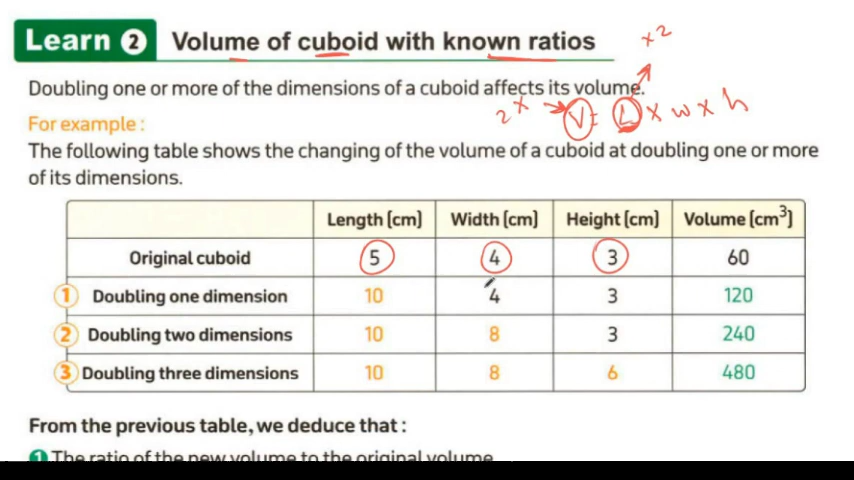 Learn 2 Volume of cuboid with known ratios
x2
Doubling one or more of the dimensions of a cuboid affects its volume.
2x → V = L x w x h
For example :
The following table shows the changing of the volume of a cuboid at doubling one or more
of its dimensions.
Length (cm) Width (cm) Height (cm) Volume (cm³)
Original cuboid 5 4 3 60
1 Doubling one dimension 10 4 3 120
2 Doubling two dimensions 10 8 3 240
3 Doubling three dimensions 10 8 6 480
From the previous table, we deduce that :
1 The ratio of the new volume to the original volume